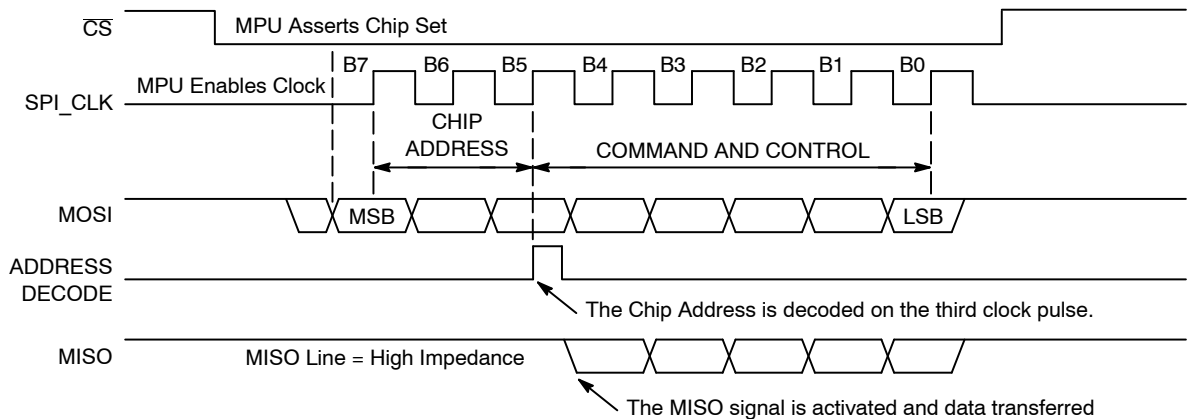 CS
MPU Asserts Chip Set
B7 B6 B5 B4 B3 B2 B1 B0
MPU Enables Clock
SPI_CLK
CHIP
ADDRESS
COMMAND AND CONTROL
MOSI
MSB
LSB
ADDRESS
DECODE
The Chip Address is decoded on the third clock pulse.
MISO
MISO Line = High Impedance
The MISO signal is activated and data transferred